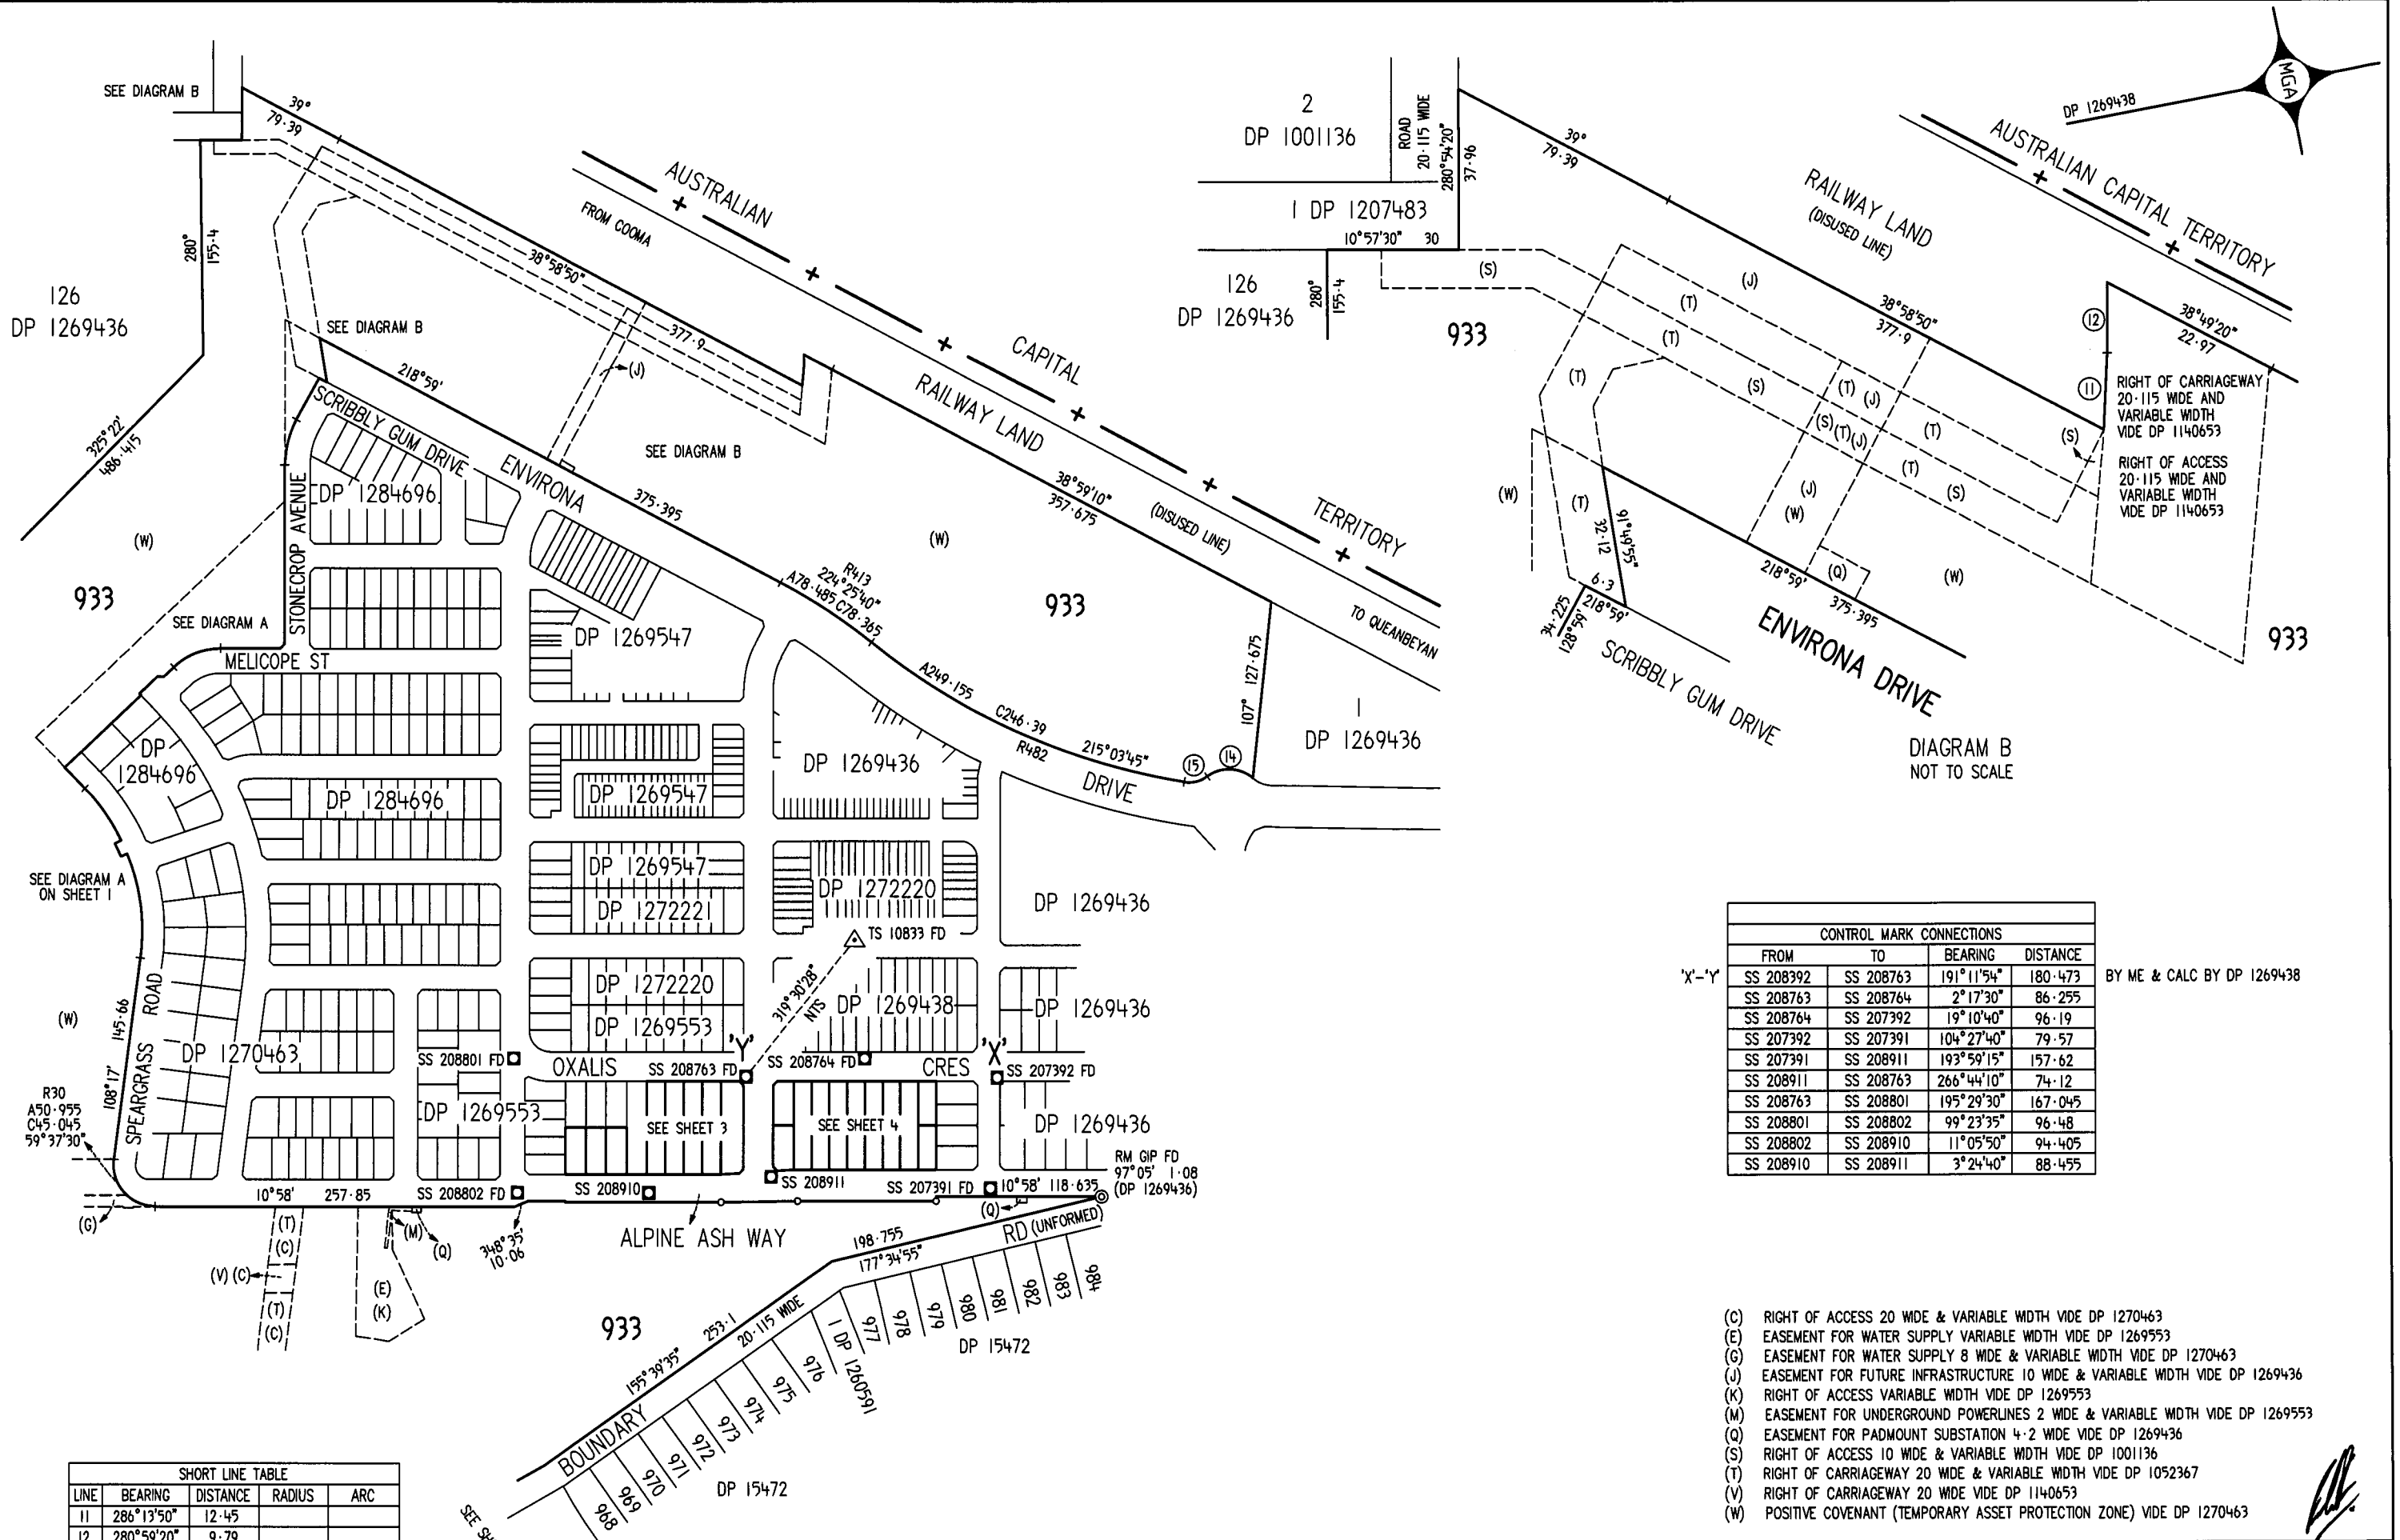 SEE DIAGRAM B
39°
79·39
AUSTRALIAN
FROM COOMA
CAPITAL
TERRITORY
RAILWAY LAND
(DISUSED LINE)
TO QUEANBEYAN
280°
155·4
126
DP 1269436
325°22'
486·415
38°58'50"
377·9
SEE DIAGRAM B
218°59'
(J)
SEE DIAGRAM B
SCRIBBLY GUM DRIVE
ENVIRONA
375·395
38°59'10"
357·675
(W)
(W)
933
933
R413
224°25'40"
A78·485 C78·365
A249·155
C246·39
R482
215°03'45"
DRIVE
15
14
107°
127·675
1
DP 1269436
STONECROP AVENUE
DP 1284696
SEE DIAGRAM A
MELICOPE ST
DP 1269547
DP
1284696
DP 1269436
DP 1284696
DP 1269547
SEE DIAGRAM A
ON SHEET 1
DP 1269547
DP 1272221
DP 1272220
DP 1269436
TS 10833 FD
319°30'28"
NTS
DP 1272220
DP 1269553
DP 1269438
DP 1269436
(W)
145·66
108°17'
SPEARGRASS ROAD
DP 1270463
SS 208801 FD
OXALIS
SS 208763 FD
'Y'
SS 208764 FD
CRES
'X'
SS 207392 FD
R30
A50·955
C45·045
59°37'30"
DP 1269553
SEE SHEET 3
SEE SHEET 4
DP 1269436
RM GIP FD
97°05' 1·08
(DP 1269436)
10°58' 257·85
SS 208802 FD
SS 208910
SS 208911
SS 207391 FD
10°58' 118·635
(G)
(T)
(C)
(V) (C)
(T)
(C)
(M)
(Q)
(E)
(K)
348°35'
10·06
ALPINE ASH WAY
(Q)
RD (UNFORMED)
198·755
177°34'55"
933
253·1
155°39'35"
20·115 WIDE
BOUNDARY
984
983
982
981
980
979
978
977
1 DP 1260591
976
975
974
973
972
971
970
969
968
DP 15472
DP 15472
SEE SH
SHORT LINE TABLE
LINE BEARING DISTANCE RADIUS ARC
11 286°13'50" 12·45
12 280°59'20" 9·79
2
DP 1001136
ROAD
20·115 WIDE
280°54'20"
37·96
1 DP 1207483
10°57'30" 30
126
DP 1269436
280°
155·4
933
39°
79·39
RAILWAY LAND
(DISUSED LINE)
AUSTRALIAN CAPITAL TERRITORY
DP 1269438
MGA
(S)
(J)
(T)
(T)
38°58'50"
377·9
12
11
38°49'20"
22·97
(T)
(S)
(T)
(J)
(S)(T)(J)
(T)
(S)
(T)
(S)
RIGHT OF CARRIAGEWAY
20·115 WIDE AND
VARIABLE WIDTH
VIDE DP 1140653
RIGHT OF ACCESS
20·115 WIDE AND
VARIABLE WIDTH
VIDE DP 1140653
(W)
(T)
91°49'55"
32·12
(J)
(W)
(Q)
(W)
6·3
218°59'
34·225
128°59'
218°59'
375·395
933
SCRIBBLY GUM DRIVE
ENVIRONA DRIVE
DIAGRAM B
NOT TO SCALE
CONTROL MARK CONNECTIONS
FROM TO BEARING DISTANCE
'X'-'Y' SS 208392 SS 208763 191°11'54" 180·473 BY ME & CALC BY DP 1269438
SS 208763 SS 208764 2°17'30" 86·255
SS 208764 SS 207392 19°10'40" 96·19
SS 207392 SS 207391 104°27'40" 79·57
SS 207391 SS 208911 193°59'15" 157·62
SS 208911 SS 208763 266°44'10" 74·12
SS 208763 SS 208801 195°29'30" 167·045
SS 208801 SS 208802 99°23'35" 96·48
SS 208802 SS 208910 11°05'50" 94·405
SS 208910 SS 208911 3°24'40" 88·455
(C) RIGHT OF ACCESS 20 WIDE & VARIABLE WIDTH VIDE DP 1270463
(E) EASEMENT FOR WATER SUPPLY VARIABLE WIDTH VIDE DP 1269553
(G) EASEMENT FOR WATER SUPPLY 8 WIDE & VARIABLE WIDTH VIDE DP 1270463
(J) EASEMENT FOR FUTURE INFRASTRUCTURE 10 WIDE & VARIABLE WIDTH VIDE DP 1269436
(K) RIGHT OF ACCESS VARIABLE WIDTH VIDE DP 1269553
(M) EASEMENT FOR UNDERGROUND POWERLINES 2 WIDE & VARIABLE WIDTH VIDE DP 1269553
(Q) EASEMENT FOR PADMOUNT SUBSTATION 4·2 WIDE VIDE DP 1269436
(S) RIGHT OF ACCESS 10 WIDE & VARIABLE WIDTH VIDE DP 1001136
(T) RIGHT OF CARRIAGEWAY 20 WIDE & VARIABLE WIDTH VIDE DP 1052367
(V) RIGHT OF CARRIAGEWAY 20 WIDE VIDE DP 1140653
(W) POSITIVE COVENANT (TEMPORARY ASSET PROTECTION ZONE) VIDE DP 1270463